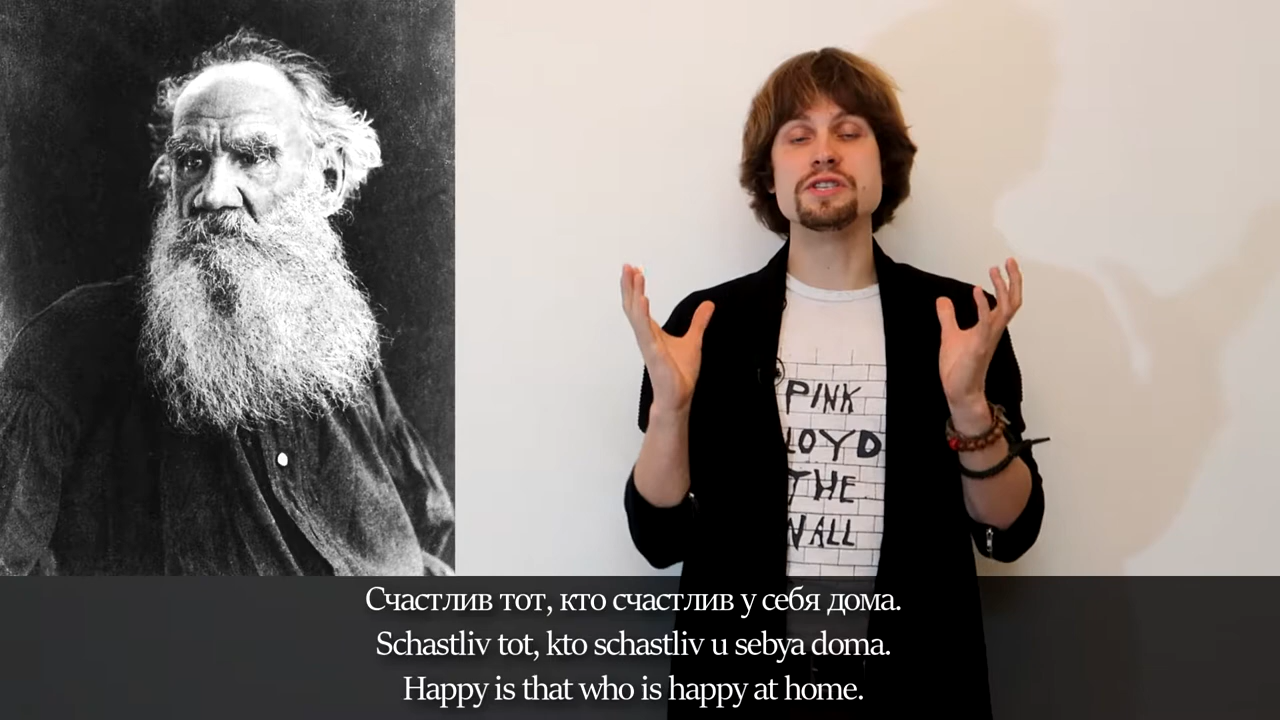 PINK
LOYD
THE
WALL
Счастлив тот, кто счастлив у себя дома.
Schastliv tot, kto schastliv u sebya doma.
Happy is that who is happy at home.